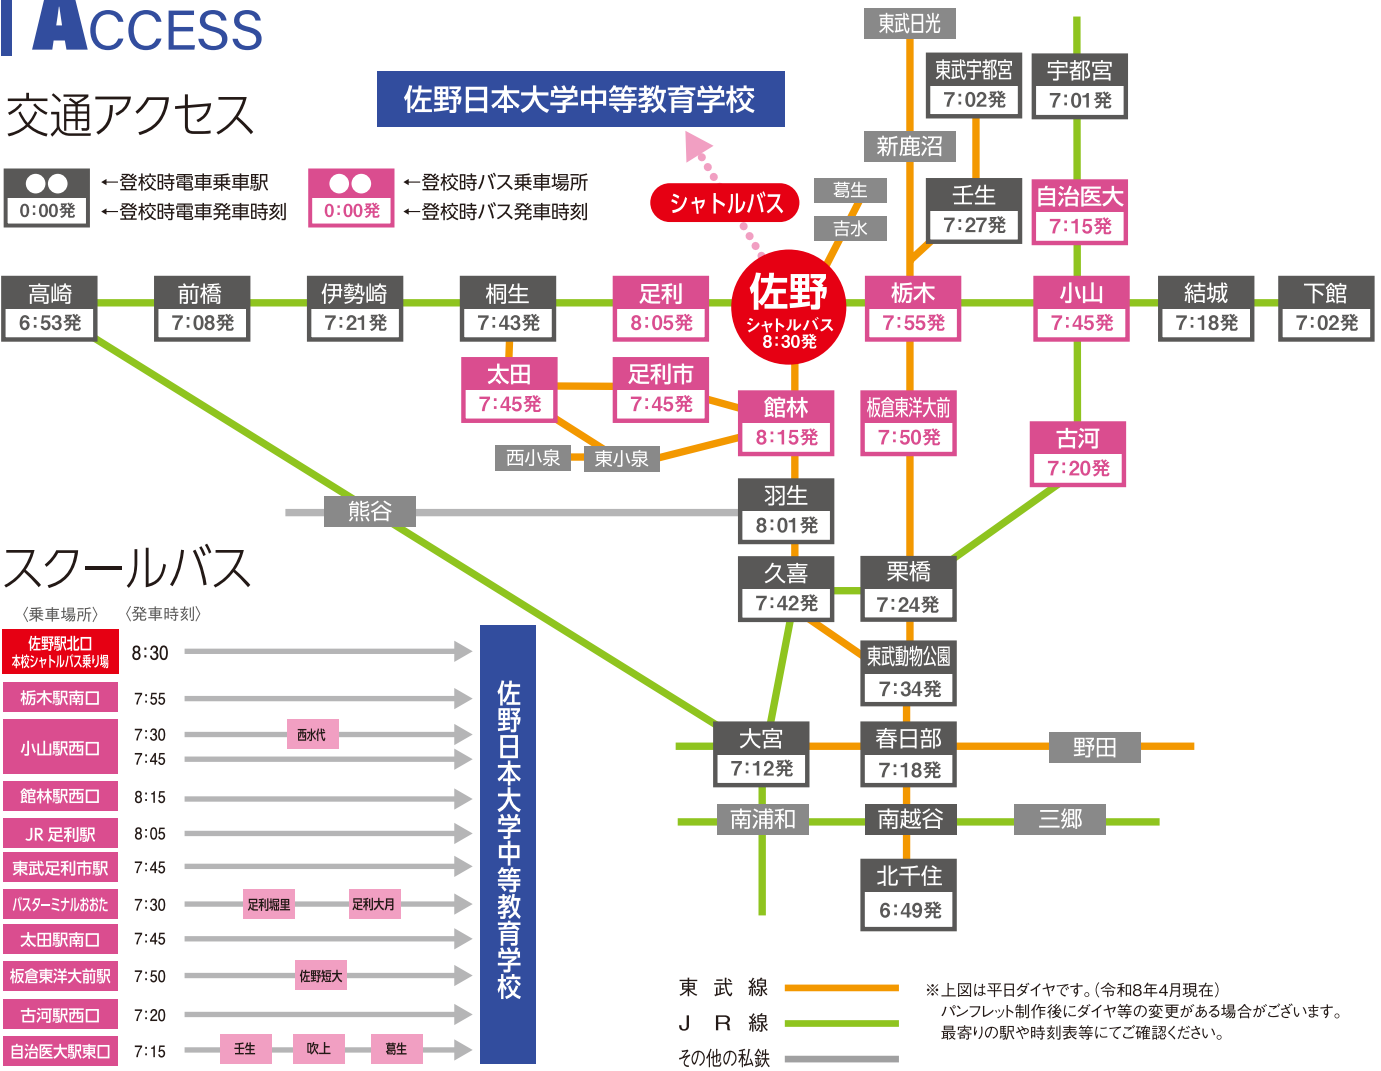 ACCESS
交通アクセス
0:00発
←登校時電車乗車駅
←登校時電車発車時刻
0:00発
←登校時バス乗車場所
←登校時バス発車時刻
佐野日本大学中等教育学校
シャトルバス
東武日光
東武宇都宮
7:02発
宇都宮
7:01発
新鹿沼
葛生
吉水
壬生
7:27発
自治医大
7:15発
高崎
6:53発
前橋
7:08発
伊勢崎
7:21発
桐生
7:43発
足利
8:05発
佐野
シャトルバス
8:30発
栃木
7:55発
小山
7:45発
結城
7:18発
下館
7:02発
太田
7:45発
足利市
7:45発
館林
8:15発
板倉東洋大前
7:50発
古河
7:20発
西小泉
東小泉
熊谷
羽生
8:01発
久喜
7:42発
栗橋
7:24発
東武動物公園
7:34発
大宮
7:12発
春日部
7:18発
野田
南浦和
南越谷
三郷
北千住
6:49発
スクールバス
〈乗車場所〉 〈発車時刻〉
佐野駅北口
本校シャトルバス乗り場
8:30
栃木駅南口 7:55
小山駅西口
7:30 西水代
7:45
館林駅西口 8:15
JR 足利駅 8:05
東武足利市駅 7:45
バスターミナルおおた 7:30 足利堀里 足利大月
太田駅南口 7:45
板倉東洋大前駅 7:50 佐野短大
古河駅西口 7:20
自治医大駅東口 7:15 壬生 吹上 葛生
佐野日本大学中等教育学校
東武線
JR線
その他の私鉄
※上図は平日ダイヤです。(令和8年4月現在)
パンフレット制作後にダイヤ等の変更がある場合がございます。
最寄りの駅や時刻表等にてご確認ください。